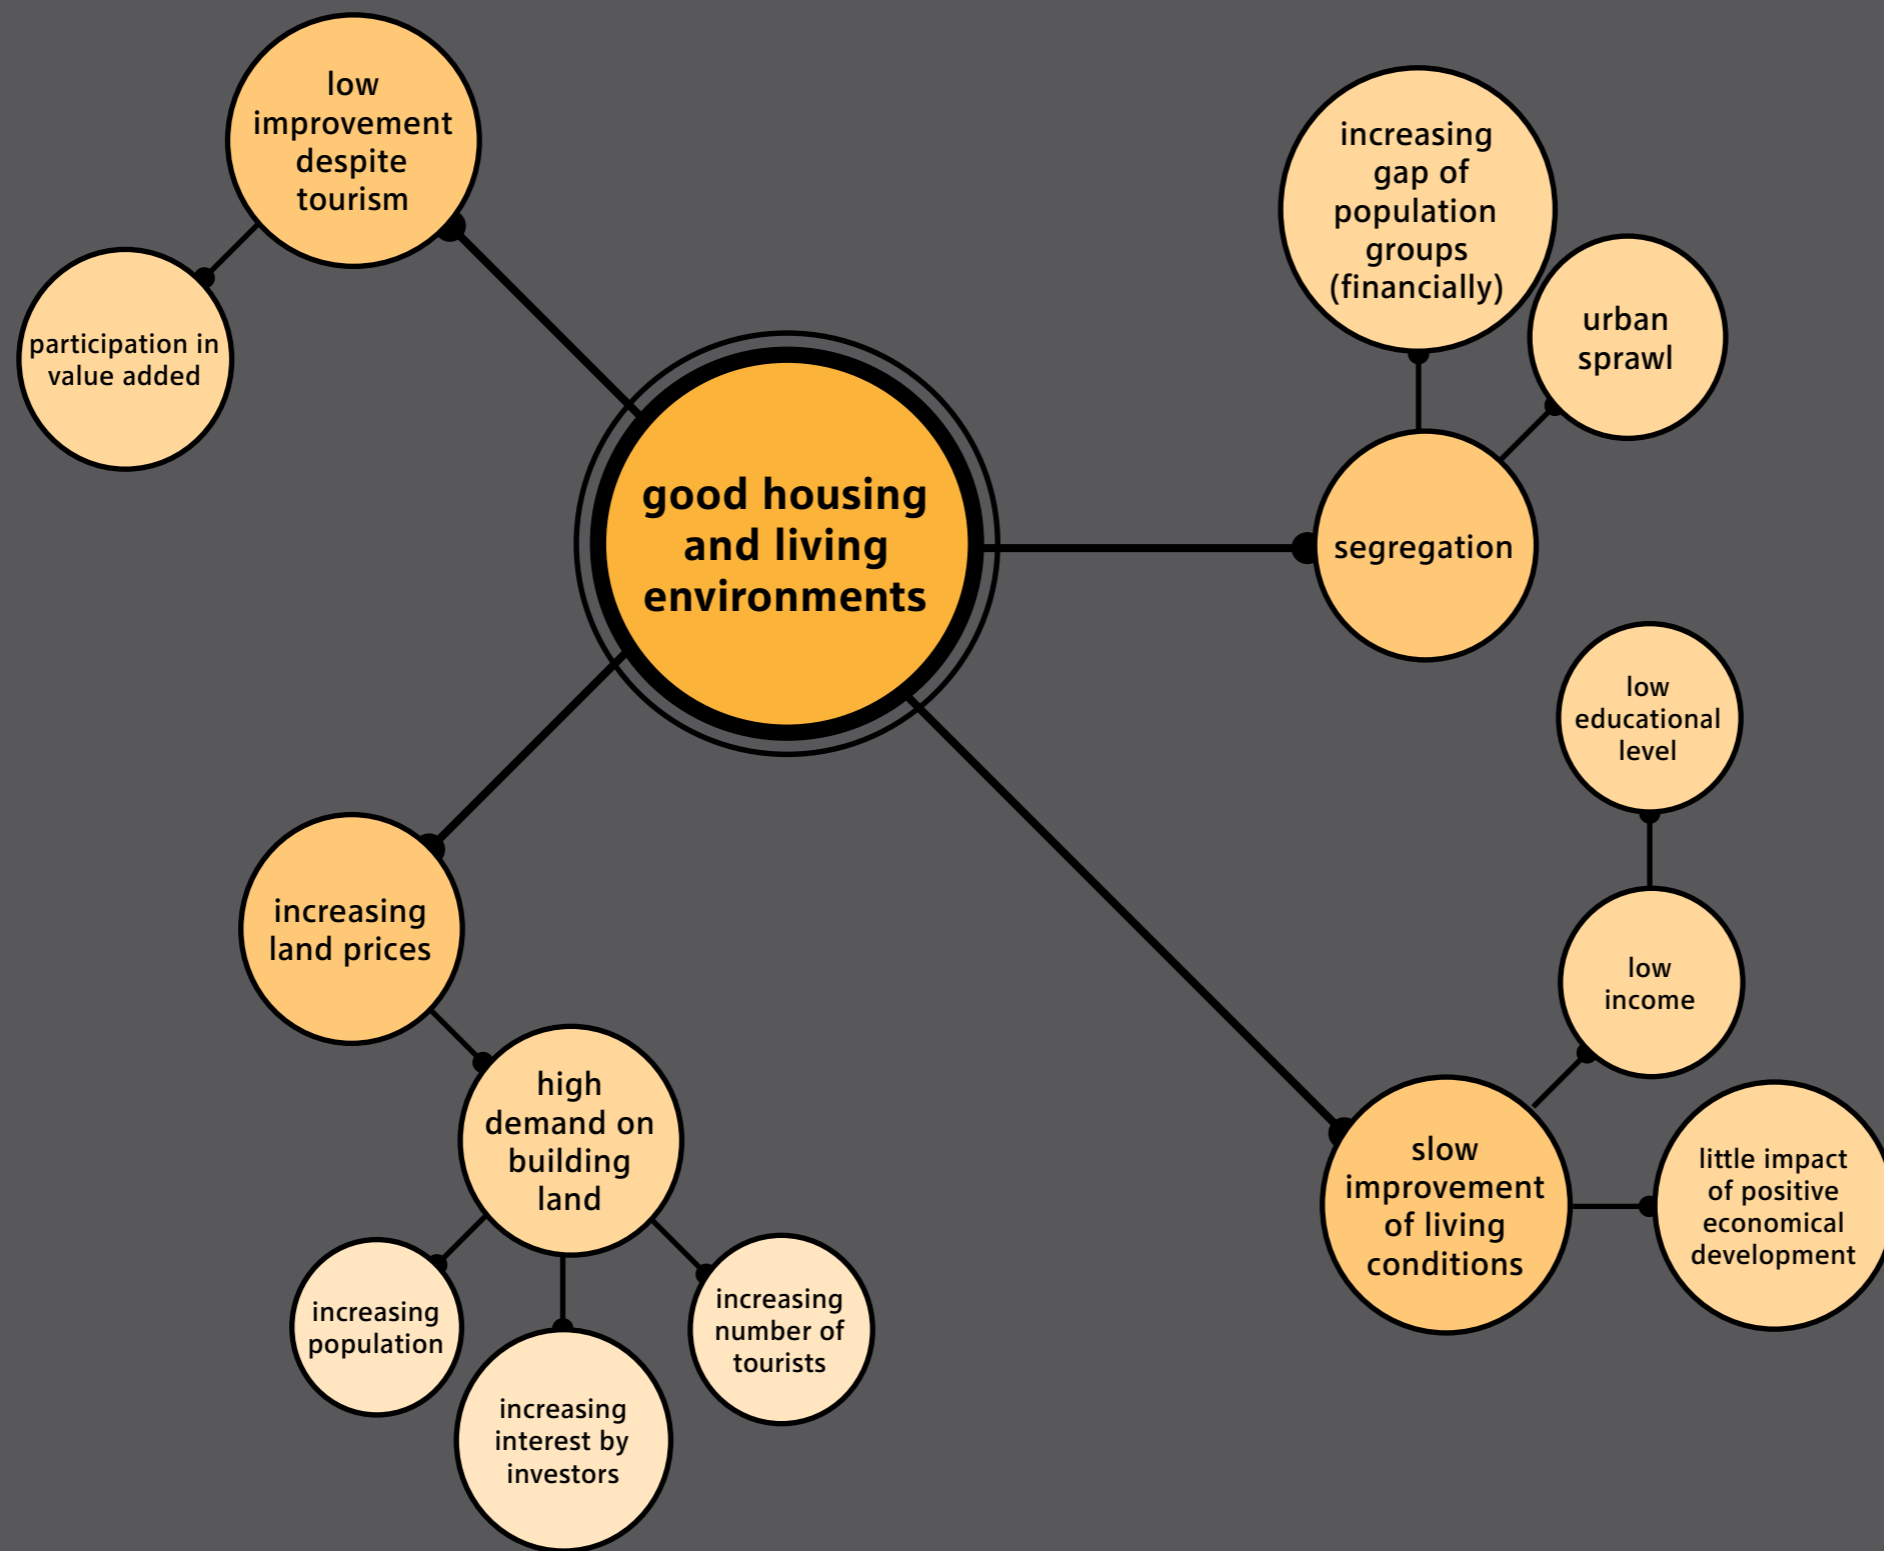 low
improvement
despite
tourism
participation in
value added
good housing
and living
environments
increasing
gap of
population
groups
(financially)
urban
sprawl
segregation
low
educational
level
low
income
slow
improvement
of living
conditions
little impact
of positive
economical
development
increasing
land prices
high
demand on
building
land
increasing
population
increasing
interest by
investors
increasing
number of
tourists